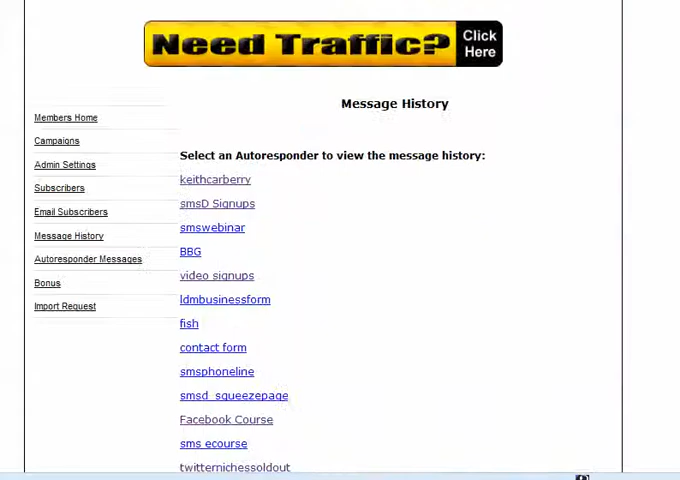 Need Traffic? Click Here
Message History
Members Home
Campaigns
Admin Settings
Subscribers
Email Subscribers
Message History
Autoresponder Messages
Bonus
Import Request
Select an Autoresponder to view the message history:
keithcarberry
smsD Signups
smswebinar
BBG
video signups
ldmbusinessform
fish
contact form
smsphoneline
smsd_squeezepage
Facebook Course
sms ecourse
twitternichessoldout